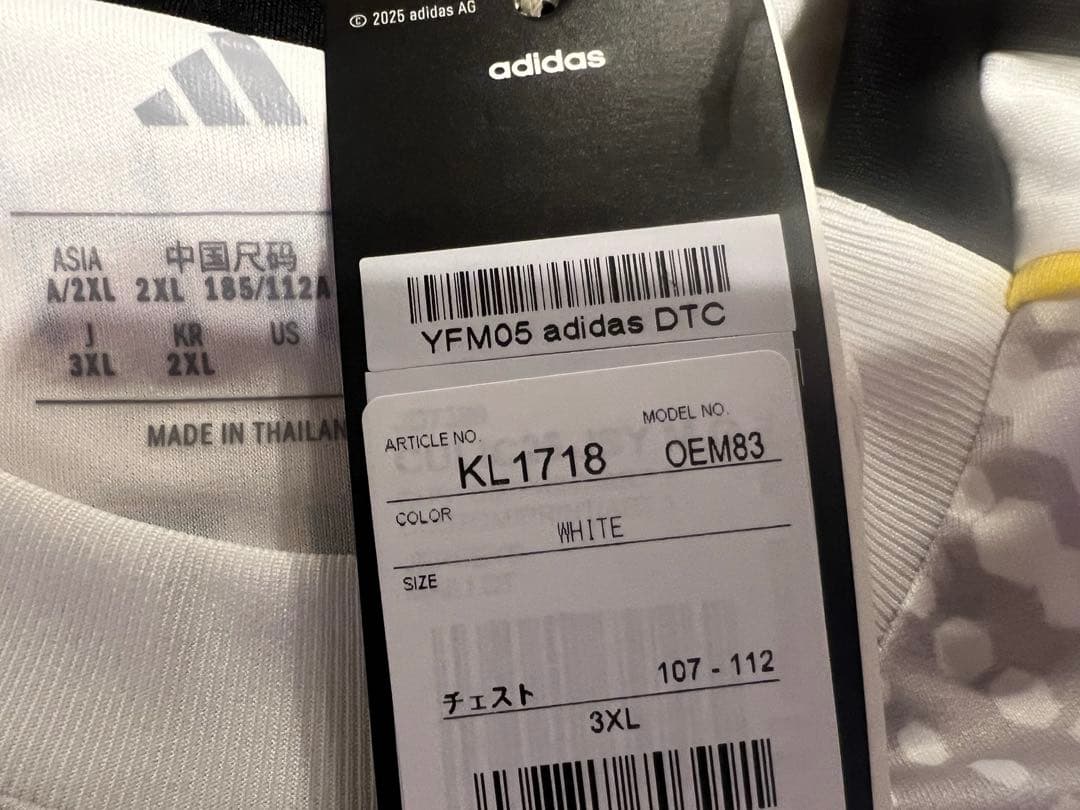 © 2025 adidas AG
adidas
ASIA 中国尺码
A/2XL 2XL 185/112A
J KR US
3XL 2XL
MADE IN THAILAN
YFM05 adidas DTC
ARTICLE NO. MODEL NO.
KL1718 OEM83
COLOR
WHITE
SIZE
チェスト 107 - 112
3XL